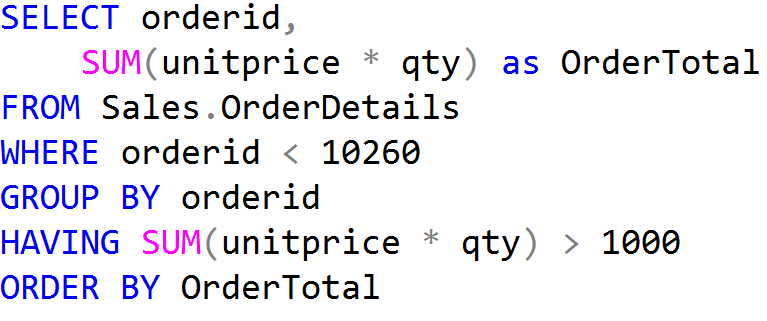 SELECT orderid,
    SUM(unitprice * qty) as OrderTotal
FROM Sales.OrderDetails
WHERE orderid < 10260
GROUP BY orderid
HAVING SUM(unitprice * qty) > 1000
ORDER BY OrderTotal